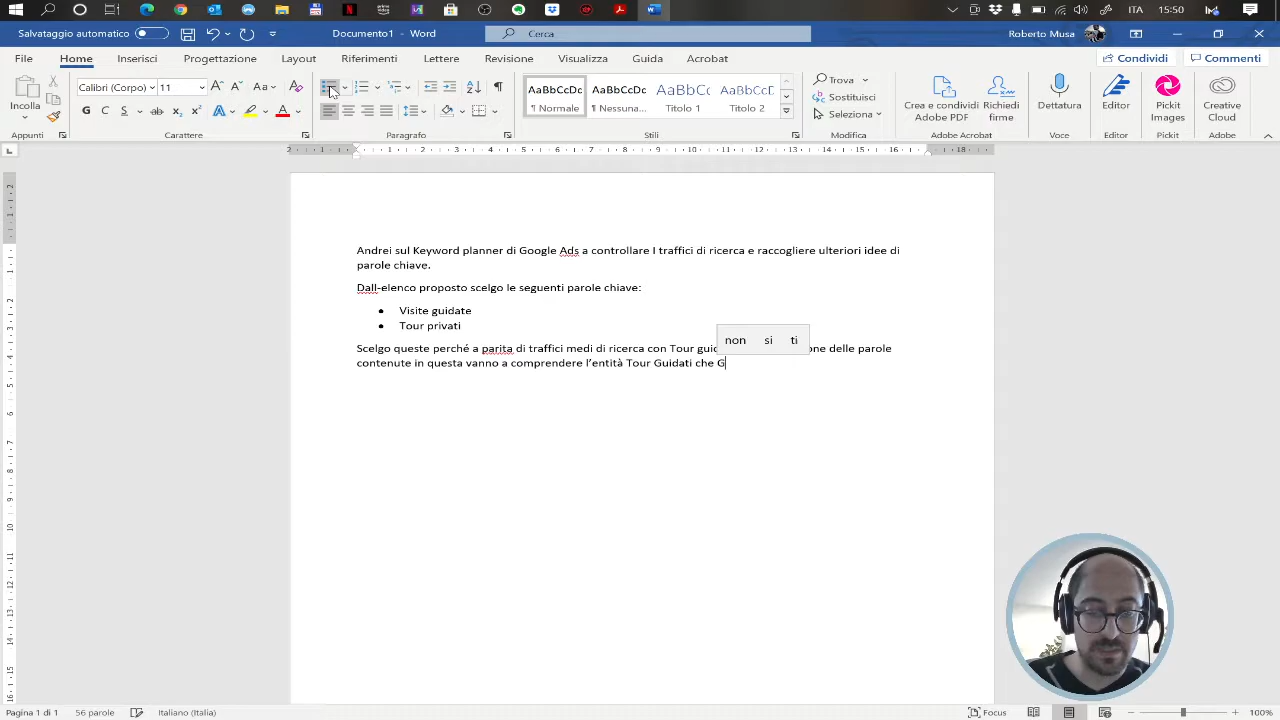 ITA 15:50
Salvataggio automatico Documento1 - Word Cerca Roberto Musa
File Home Inserisci Progettazione Layout Riferimenti Lettere Revisione Visualizza Guida Acrobat Condividi Commenti
Incolla
Calibri (Corpo) 11
AaBbCcDc AaBbCcDc AaBbCc AaBbCcD
¶ Normale ¶ Nessuna... Titolo 1 Titolo 2
Trova
Sostituisci
Seleziona
Crea e condividi Adobe PDF
Richiedi firme
Dettatura
Editor
Pickit Images
Creative Cloud
Appunti Carattere Paragrafo Stili Modifica Adobe Acrobat Voce Editor Pickit Adobe
Andrei sul Keyword planner di Google Ads a controllare I traffici di ricerca e raccogliere ulteriori idee di
parole chiave.
Dall-elenco proposto scelgo le seguenti parole chiave:
• Visite guidate
• Tour privati
non si ti
Scelgo queste perché a parita di traffici medi di ricerca con Tour gui one delle parole
contenute in questa vanno a comprendere l'entità Tour Guidati che G
Pagina 1 di 1 56 parole Italiano (Italia) Focus 100%